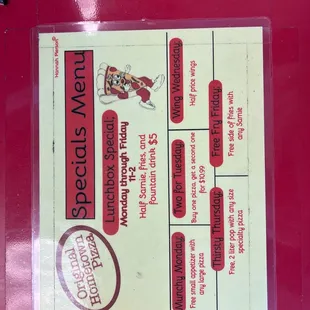 Hannah Hudson
Original
Hometown
Pizza
Specials Menu
Lunchbox Special:
Monday through Friday
11-2
Half Samie, fries, and
fountain drink $5
Munchy Monday
Free small appetizer with
any large pizza
Two for Tuesday
Buy one pizza, get a second one
for $10.99
Wing Wednesday
Half price wings
Thirsty Thursday
Free, 2 liter pop with any size
specialty pizza
Free Fry Friday
Free side of fries with
any Samie